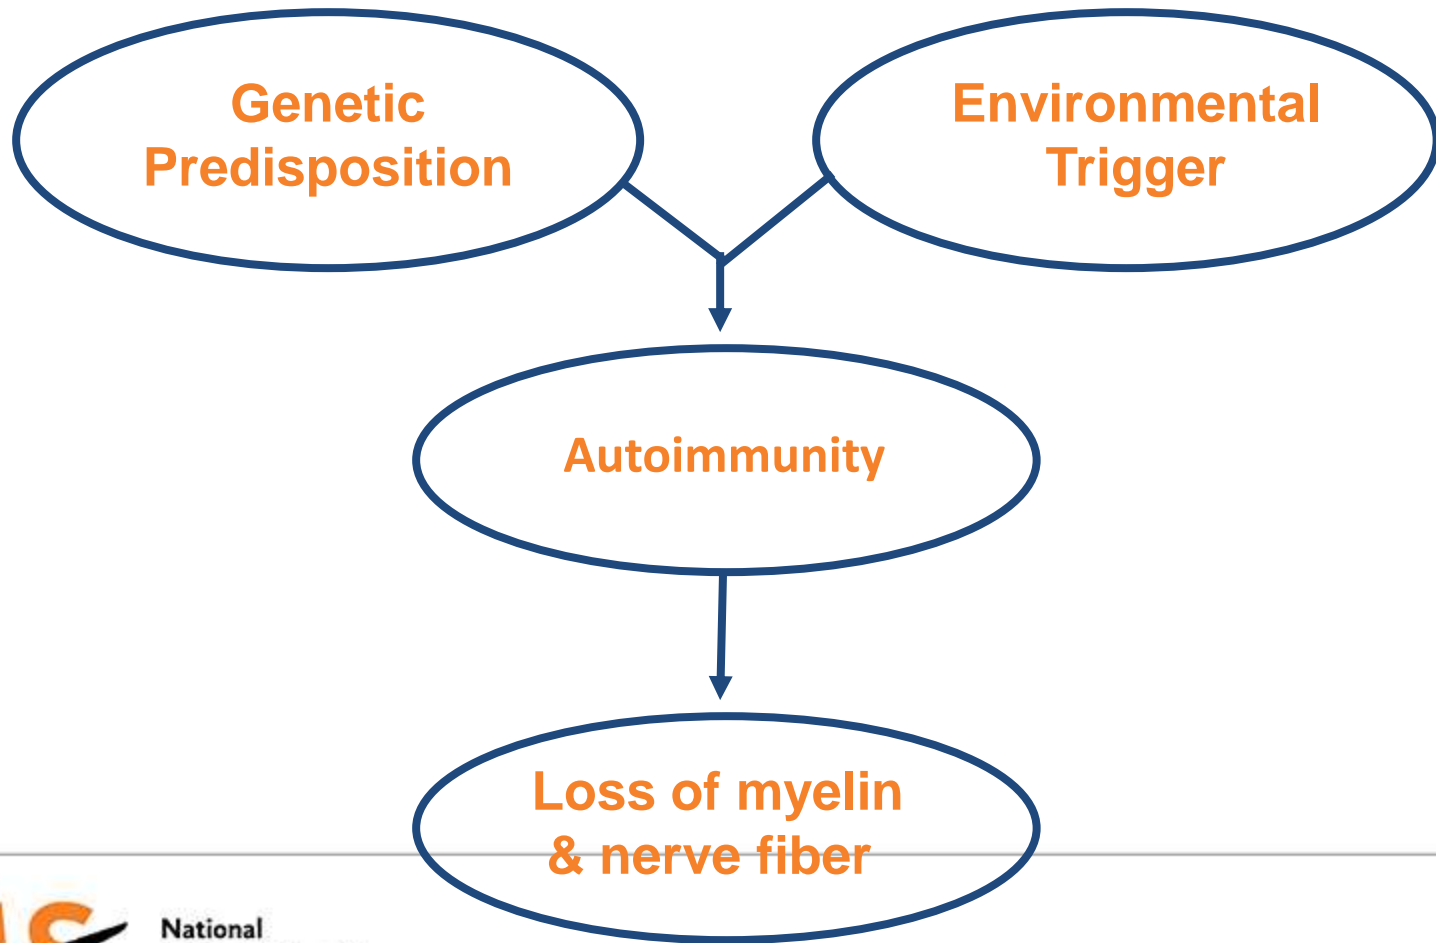 Genetic
Predisposition
Environmental
Trigger
Autoimmunity
Loss of myelin
& nerve fiber
National